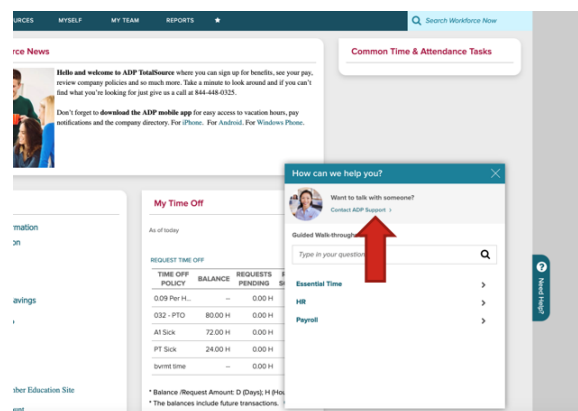 MYSELF
MY TEAM
REPORTS
Search Workforce Now
News
Common Time & Attendance Tasks
Hello and welcome to ADP TotalSource where you can sign up for benefits, see your pay,
review company policies and so much more. Take a minute to look around and if you can't
find what you're looking for just give us a call at 844-448-0325.
Don't forget to download the ADP mobile app for easy access to vacation hours, pay
notifications and the company directory. For iPhone. For Android. For Windows Phone.
How can we help you?
Want to talk with someone?
Contact ADP Support >
My Time Off
As of today
Guided Walk-through
Type in your question
REQUEST TIME OFF
TIME OFF POLICY BALANCE REQUESTS PENDING
0.09 Per H... – 0.00 H
032 - PTO 80.00 H 0.00 H
A1 Sick 72.00 H 0.00 H
PT Sick 24.00 H 0.00 H
bvrmt time – 0.00 H
Essential Time
HR
Payroll
Need Help?
Education Site
* Balance /Request Amount: D (Days); H
* The balances include future transactions.